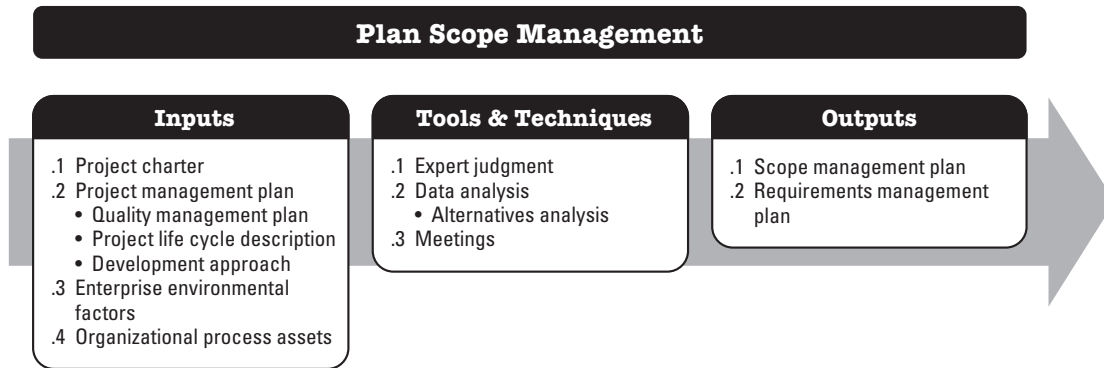 Plan Scope Management
Inputs
.1 Project charter
.2 Project management plan
• Quality management plan
• Project life cycle description
• Development approach
.3 Enterprise environmental
factors
.4 Organizational process assets
Tools & Techniques
.1 Expert judgment
.2 Data analysis
• Alternatives analysis
.3 Meetings
Outputs
.1 Scope management plan
.2 Requirements management
plan